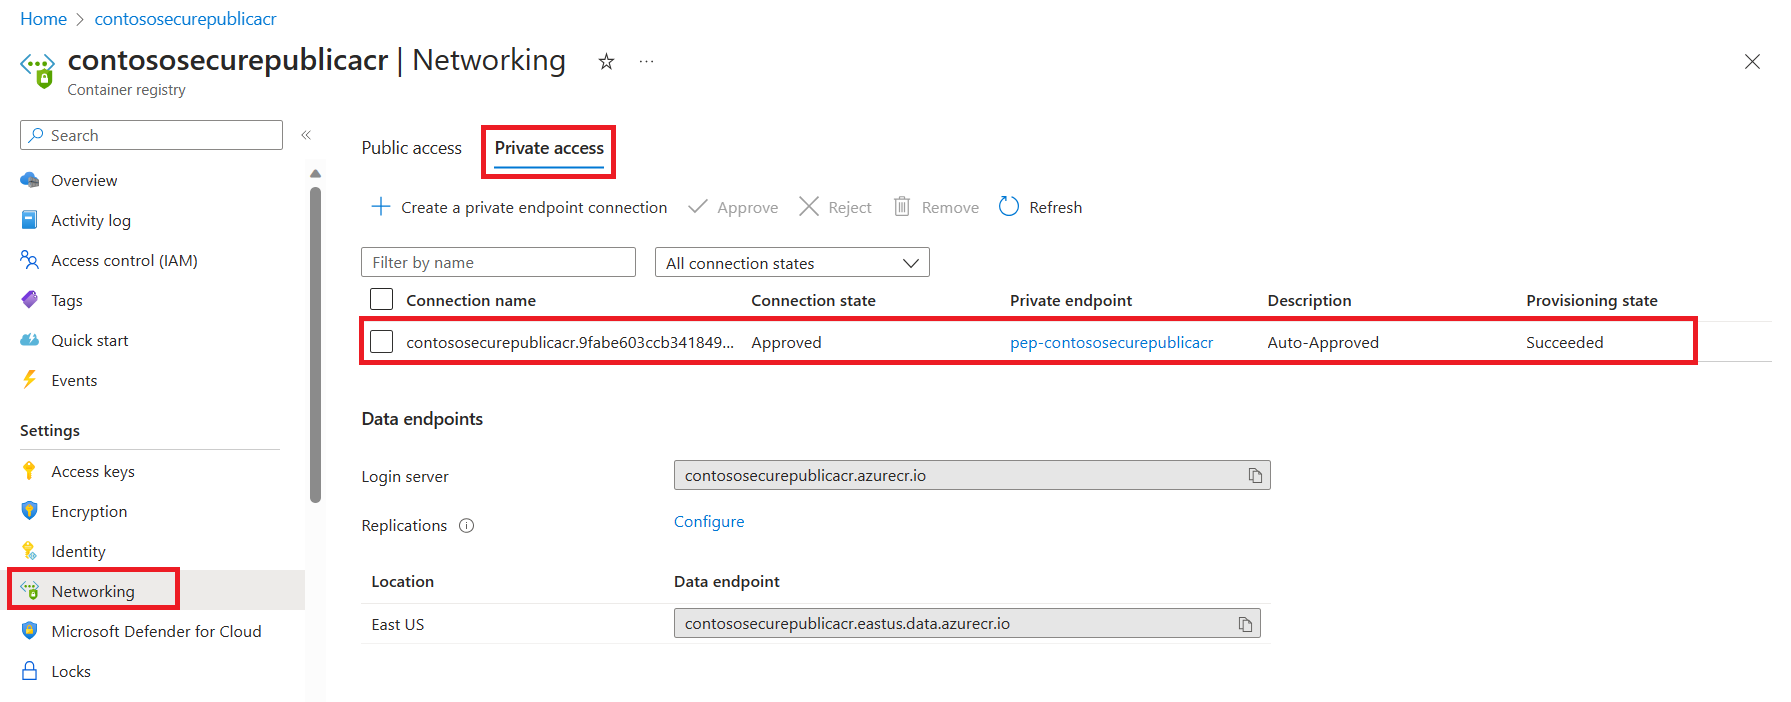 Home > contososecurepublicacr
contososecurepublicacr | Networking ☆ ···
Container registry
Search
Overview
Activity log
Access control (IAM)
Tags
Quick start
Events
Settings
Access keys
Encryption
Identity
Networking
Microsoft Defender for Cloud
Locks
Public access Private access
Create a private endpoint connection Approve Reject Remove Refresh
Filter by name All connection states
Connection name Connection state Private endpoint Description Provisioning state
contososecurepublicacr.9fabe603ccb341849... Approved pep-contososecurepublicacr Auto-Approved Succeeded
Data endpoints
Login server contososecurepublicacr.azurecr.io
Replications Configure
Location Data endpoint
East US contososecurepublicacr.eastus.data.azurecr.io